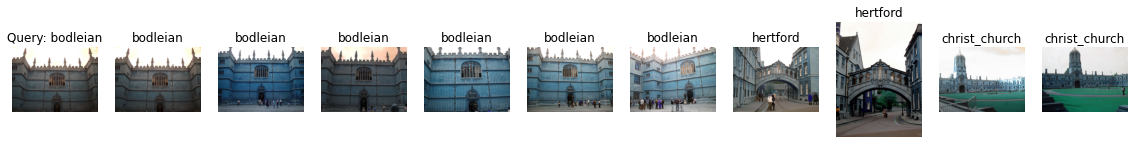 Query: bodleian
bodleian
bodleian
bodleian
bodleian
bodleian
bodleian
hertford
hertford
christ_church
christ_church